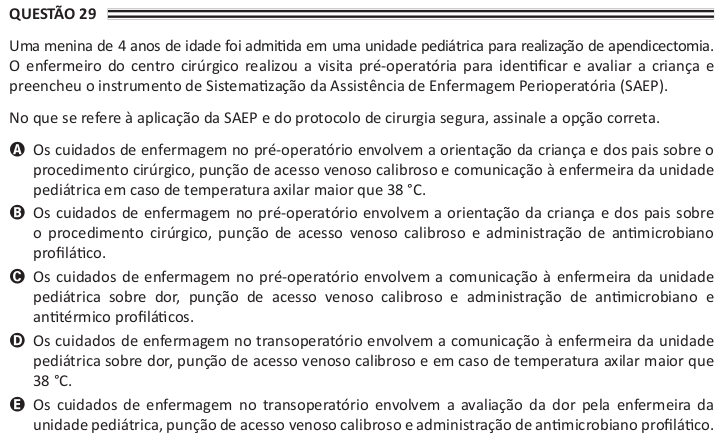 QUESTÃO 29
Uma menina de 4 anos de idade foi admitida em uma unidade pediátrica para realização de apendicectomia.
O enfermeiro do centro cirúrgico realizou a visita pré-operatória para identificar e avaliar a criança e
preencheu o instrumento de Sistematização da Assistência de Enfermagem Perioperatória (SAEP).
No que se refere à aplicação da SAEP e do protocolo de cirurgia segura, assinale a opção correta.
A Os cuidados de enfermagem no pré-operatório envolvem a orientação da criança e dos pais sobre o
procedimento cirúrgico, punção de acesso venoso calibroso e comunicação à enfermeira da unidade
pediátrica em caso de temperatura axilar maior que 38 °C.
B Os cuidados de enfermagem no pré-operatório envolvem a orientação da criança e dos pais sobre
o procedimento cirúrgico, punção de acesso venoso calibroso e administração de antimicrobiano
profilático.
C Os cuidados de enfermagem no pré-operatório envolvem a comunicação à enfermeira da unidade
pediátrica sobre dor, punção de acesso venoso calibroso e administração de antimicrobiano e
antitérmico profiláticos.
D Os cuidados de enfermagem no transoperatório envolvem a comunicação à enfermeira da unidade
pediátrica sobre dor, punção de acesso venoso calibroso e em caso de temperatura axilar maior que
38 °C.
E Os cuidados de enfermagem no transoperatório envolvem a avaliação da dor pela enfermeira da
unidade pediátrica, punção de acesso venoso calibroso e administração de antimicrobiano profilático.